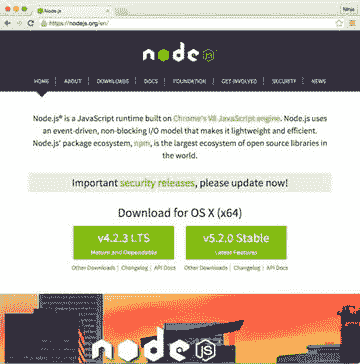 Node.js
Ninja
https://nodejs.org/en/
node
JS
HOME ABOUT DOWNLOADS DOCS FOUNDATION GET INVOLVED SECURITY NEWS
Node.js® is a JavaScript runtime built on Chrome's V8 JavaScript engine. Node.js uses
an event-driven, non-blocking I/O model that makes it lightweight and efficient.
Node.js' package ecosystem, npm, is the largest ecosystem of open source libraries in
the world.
Important security releases, please update now!
Download for OS X (x64)
v4.2.3 LTS v5.2.0 Stable
Mature and Dependable Latest Features
Other Downloads | Changelog | API Docs Other Downloads | Changelog | API Docs
node
JS